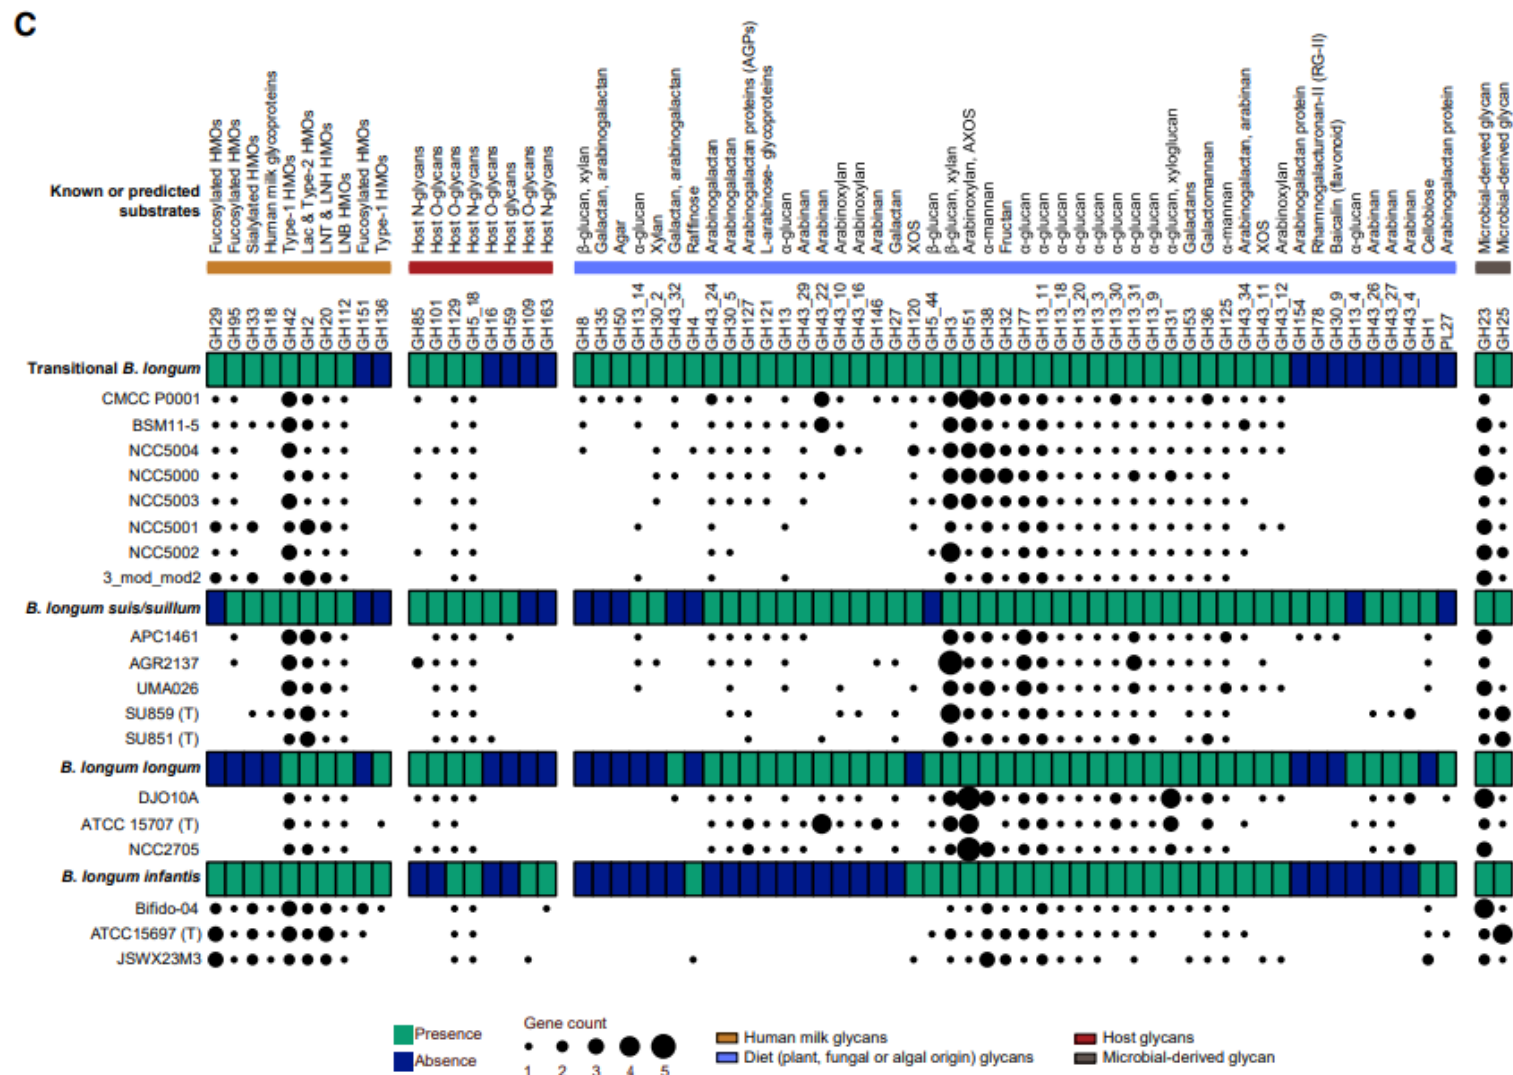 C
Known or predicted
substrates
Fucosylated HMOs
Fucosylated HMOs
Sialylated HMOs
Human milk glycoproteins
Type-1 HMOs
Lac & Type-2 HMOs
LNT & LNH HMOs
LNB HMOs
Fucosylated HMOs
Type-1 HMOs
Host N-glycans
Host O-glycans
Host O-glycans
Host N-glycans
Host O-glycans
Host glycans
Host O-glycans
Host N-glycans
β-glucan, xylan
Galactan, arabinogalactan
Agar
α-glucan
Xylan
Galactan, arabinogalactan
Raffinose
Arabinogalactan
Arabinogalactan
Arabinogalactan proteins (AGPs)
L-arabinose- glycoproteins
α-glucan
Arabinan
Arabinoxylan
Arabinoxylan
Arabinan
Galactan
XOS
β-glucan
β-glucan, xylan
Arabinoxylan, AXOS
α-mannan
Fructan
α-glucan
α-glucan
α-glucan
α-glucan
α-glucan
α-glucan
α-glucan
α-glucan
α-glucan, xyloglucan
Galactans
Galactomannan
α-mannan
Arabinogalactan, arabinan
XOS
Arabinoxylan
Arabinogalactan protein
Rhamnogalacturonan-II (RG-II)
Baicalin (flavonoid)
α-glucan
Arabinan
Arabinan
Arabinan
Cellobiose
Arabinogalactan protein
Microbial-derived glycan
Microbial-derived glycan
GH29
GH95
GH33
GH18
GH42
GH2
GH20
GH112
GH151
GH136
GH85
GH101
GH129
GH5_18
GH16
GH59
GH109
GH163
GH8
GH35
GH50
GH13_14
GH30_2
GH43_32
GH4
GH43_24
GH30_5
GH127
GH121
GH13
GH43_29
GH43_22
GH43_10
GH43_16
GH146
GH27
GH120
GH5_44
GH3
GH51
GH38
GH32
GH77
GH13_11
GH13_18
GH13_20
GH13_3
GH13_30
GH13_31
GH13_9
GH31
GH53
GH36
GH125
GH43_34
GH43_11
GH43_12
GH154
GH78
GH30_9
GH13_4
GH43_26
GH43_27
GH43_4
GH1
PL27
GH23
GH25
Transitional B. longum
CMCC P0001
BSM11-5
NCC5004
NCC5000
NCC5003
NCC5001
NCC5002
3_mod_mod2
B. longum suis/suillum
APC1461
AGR2137
UMA026
SU859 (T)
SU851 (T)
B. longum longum
DJO10A
ATCC 15707 (T)
NCC2705
B. longum infantis
Bifido-04
ATCC15697 (T)
JSWX23M3
Presence
Absence
Gene count
1 2 3 4 5
Human milk glycans
Diet (plant, fungal or algal origin) glycans
Host glycans
Microbial-derived glycan